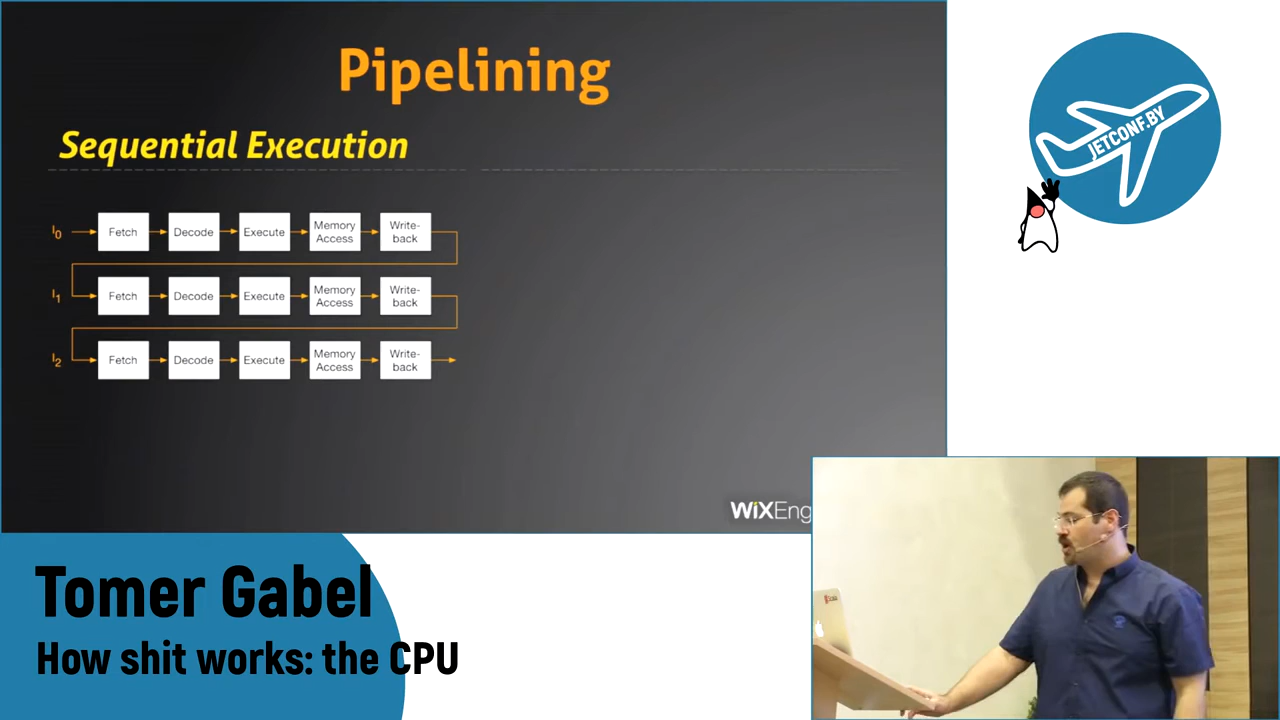 Pipelining
Sequential Execution
I0 Fetch Decode Execute Memory Access Write-back
I1 Fetch Decode Execute Memory Access Write-back
I2 Fetch Decode Execute Memory Access Write-back
WiXEng
JETCONF.BY
Tomer Gabel
How shit works: the CPU